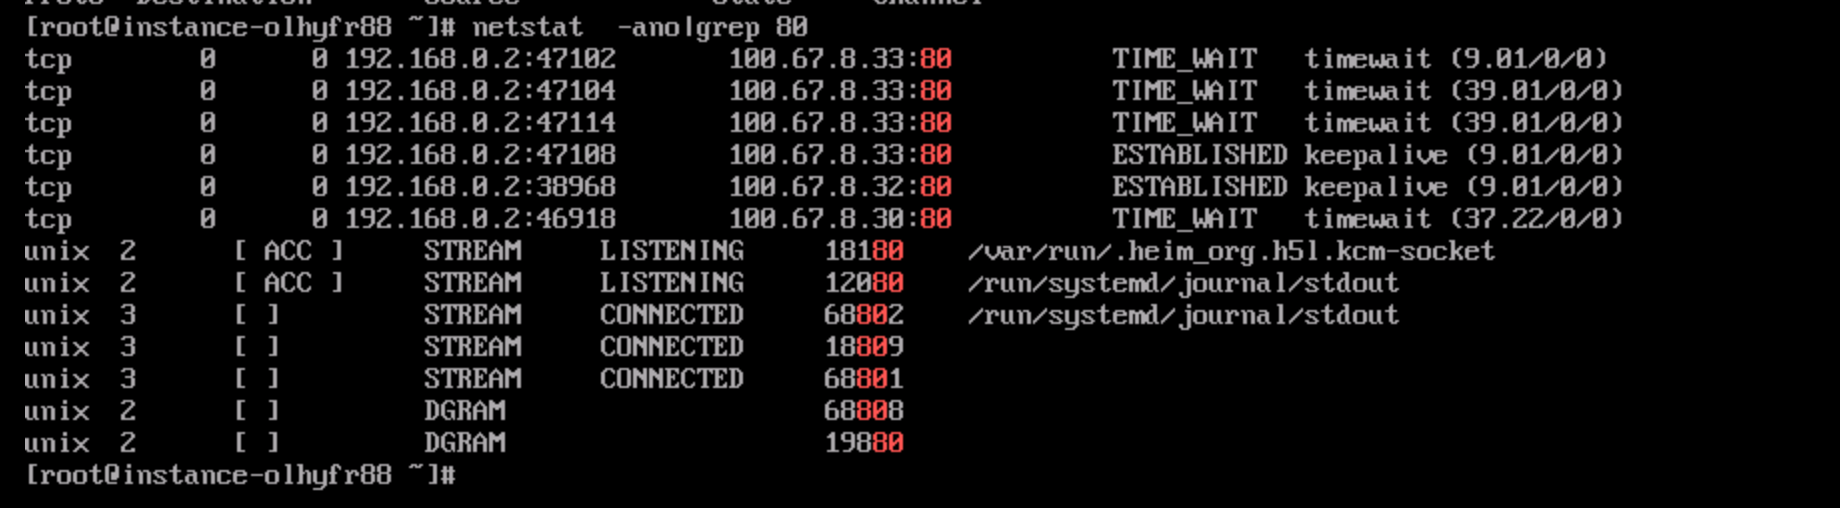 [root@instance-olhyfr88 ~]# netstat  -ano|grep 80
tcp        0      0 192.168.0.2:47102       100.67.8.33:80          TIME_WAIT   timewait (9.01/0/0)
tcp        0      0 192.168.0.2:47104       100.67.8.33:80          TIME_WAIT   timewait (39.01/0/0)
tcp        0      0 192.168.0.2:47114       100.67.8.33:80          TIME_WAIT   timewait (39.01/0/0)
tcp        0      0 192.168.0.2:47108       100.67.8.33:80          ESTABLISHED keepalive (9.01/0/0)
tcp        0      0 192.168.0.2:38968       100.67.8.32:80          ESTABLISHED keepalive (9.01/0/0)
tcp        0      0 192.168.0.2:46918       100.67.8.30:80          TIME_WAIT   timewait (37.22/0/0)
unix  2      [ ACC ]     STREAM     LISTENING     18180    /var/run/.heim_org.h5l.kcm-socket
unix  2      [ ACC ]     STREAM     LISTENING     12080    /run/systemd/journal/stdout
unix  3      [ ]         STREAM     CONNECTED     68802    /run/systemd/journal/stdout
unix  3      [ ]         STREAM     CONNECTED     18809
unix  3      [ ]         STREAM     CONNECTED     68801
unix  2      [ ]         DGRAM                    68808
unix  2      [ ]         DGRAM                    19880
[root@instance-olhyfr88 ~]#